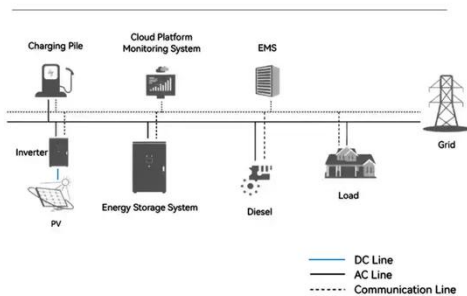 Charging Pile
Cloud Platform
Monitoring System
EMS
Grid
Inverter
PV
Energy Storage System
Diesel
Load
DC Line
AC Line
Communication Line